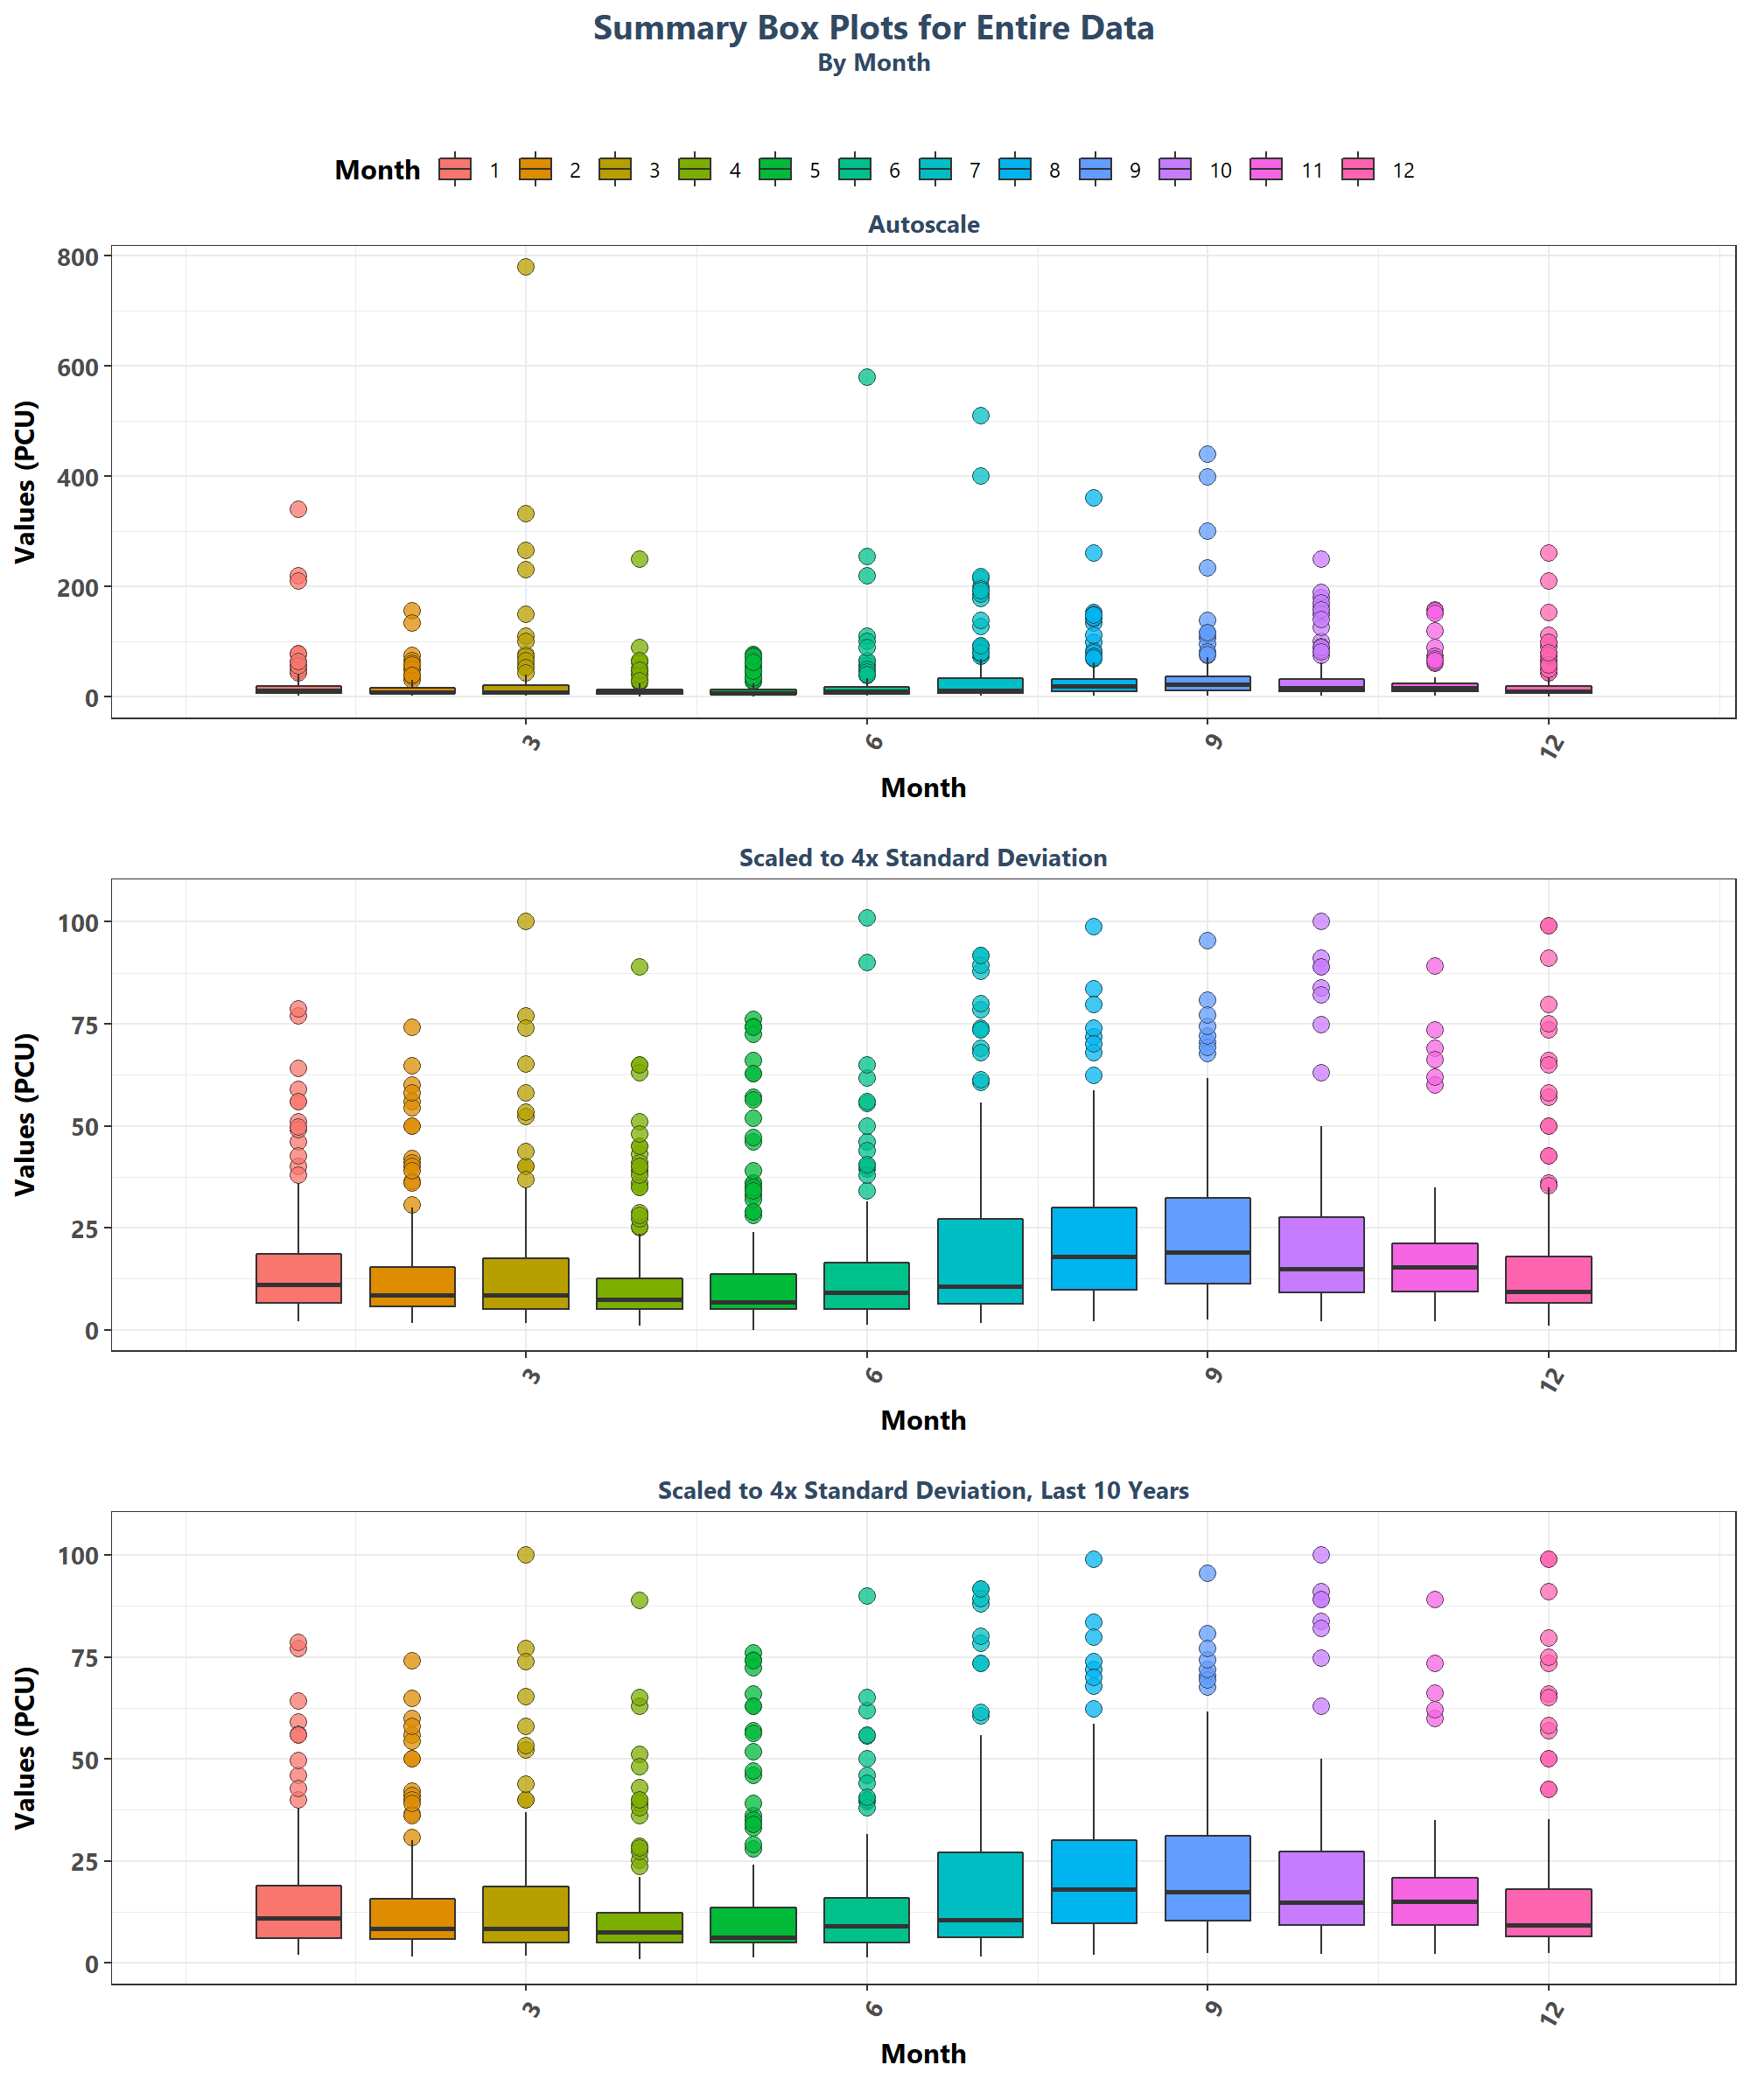 Summary Box Plots for Entire Data
By Month
Month 1 2 3 4 5 6 7 8 9 10 11 12
Autoscale
Values (PCU)
800
600
400
200
0
3 6 9 12
Month
Scaled to 4x Standard Deviation
Values (PCU)
100
75
50
25
0
3 6 9 12
Month
Scaled to 4x Standard Deviation, Last 10 Years
Values (PCU)
100
75
50
25
0
3 6 9 12
Month